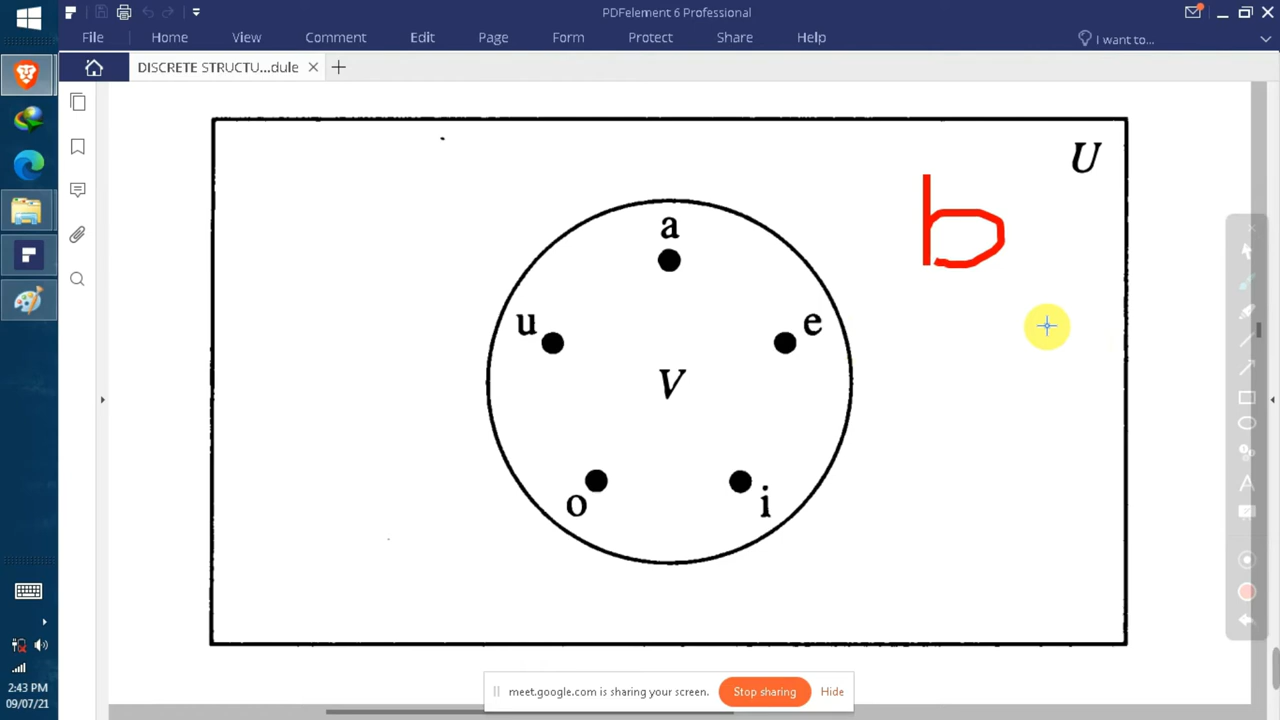 PDFelement 6 Professional
File Home View Comment Edit Page Form Protect Share Help I want to...
DISCRETE STRUCTU...dule
U
b
a
u
e
V
o
i
meet.google.com is sharing your screen. Stop sharing Hide
2:43 PM
09/07/21